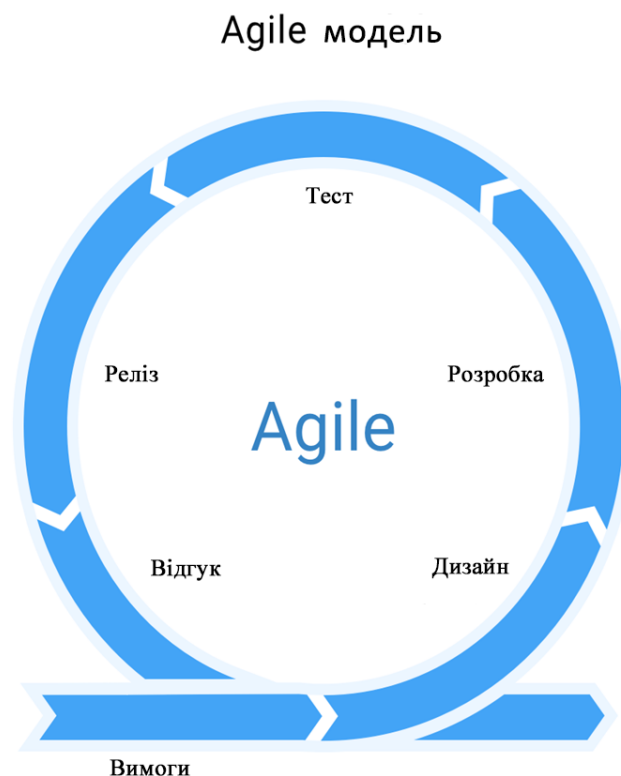 Agile модель
Тест
Реліз
Розробка
Agile
Відгук
Дизайн
Вимоги